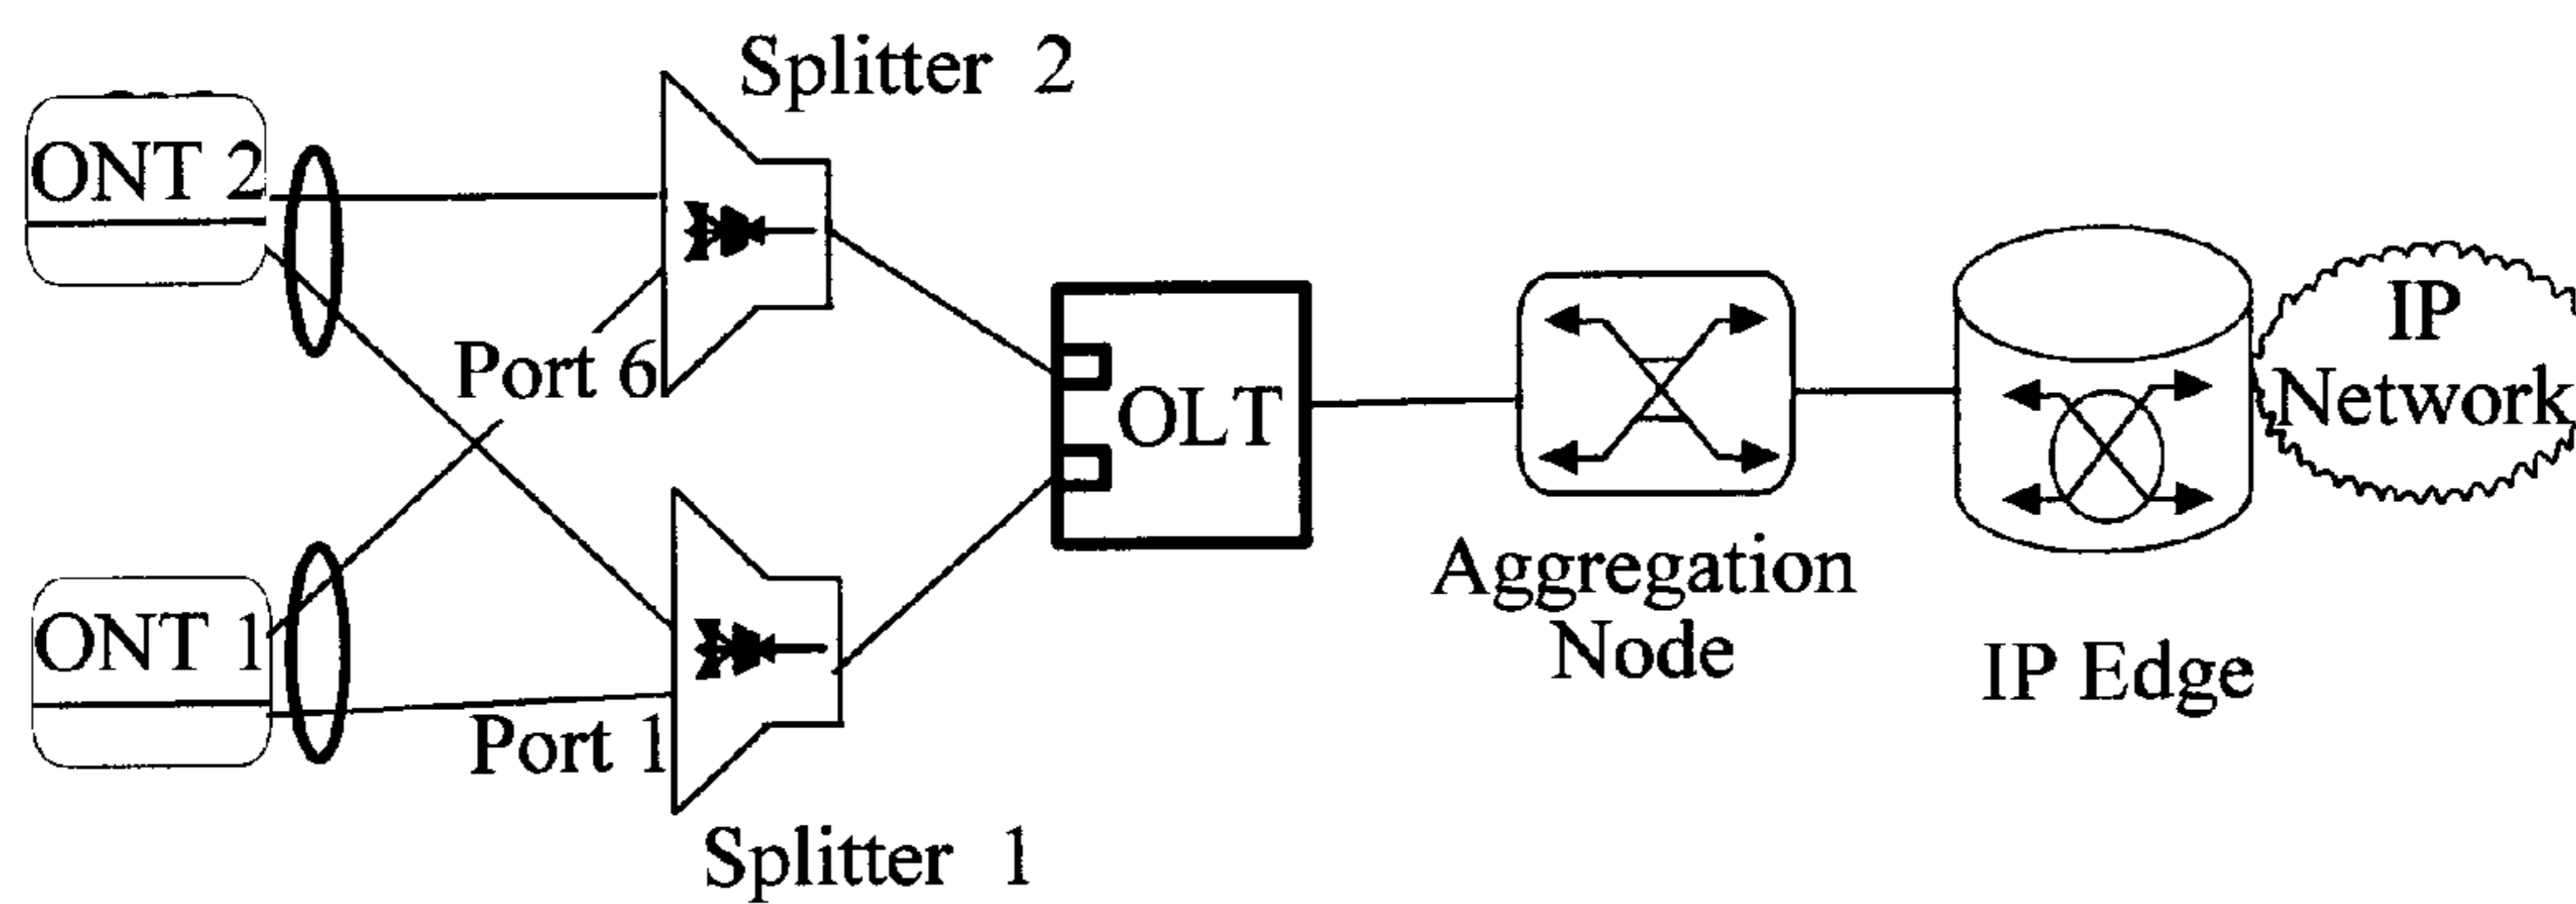 Splitter 2
ONT 2
Port 6
OLT
IP
Network
Aggregation
Node
IP Edge
ONT 1
Port 1
Splitter 1